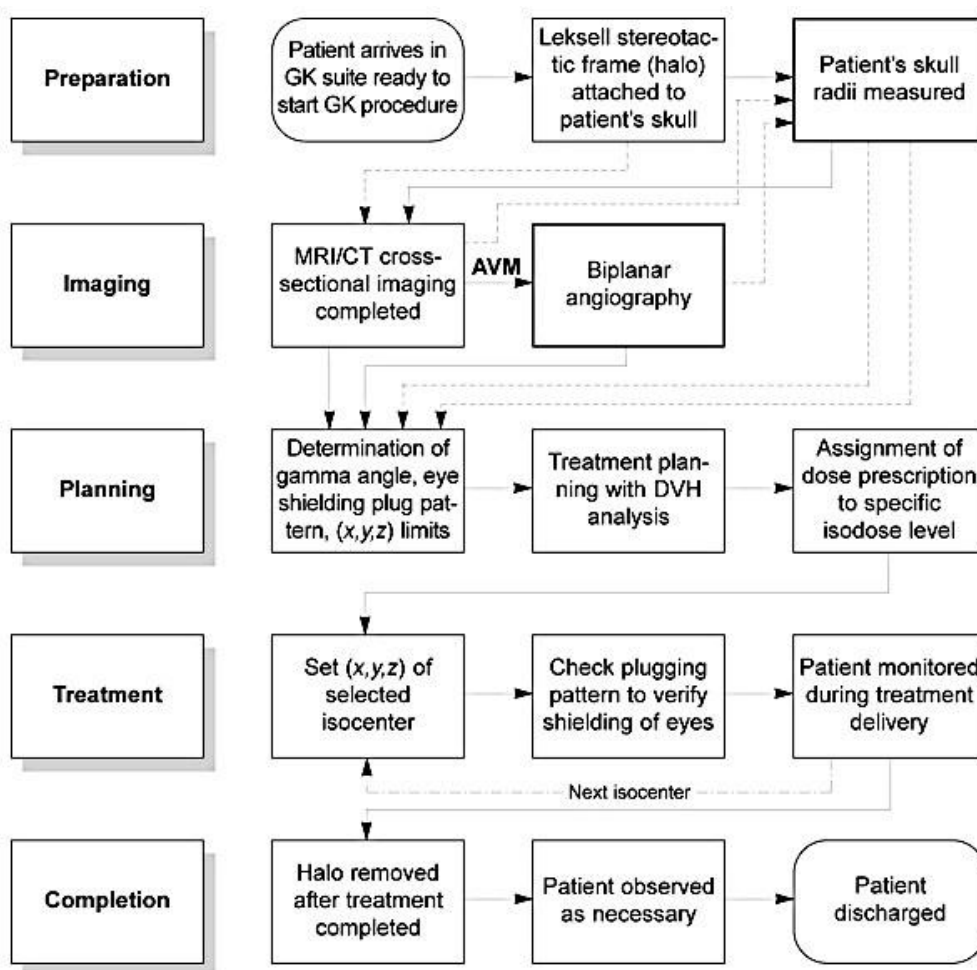 Preparation
Patient arrives in
GK suite ready to
start GK procedure
Leksell stereotac-
tic frame (halo)
attached to
patient's skull
Patient's skull
radii measured
Imaging
MRI/CT cross-
sectional imaging
completed
AVM
Biplanar
angiography
Planning
Determination of
gamma angle, eye
shielding plug pat-
tern, (x,y,z) limits
Treatment plan-
ning with DVH
analysis
Assignment of
dose prescription
to specific
isodose level
Treatment
Set (x,y,z) of
selected
isocenter
Check plugging
pattern to verify
shielding of eyes
Patient monitored
during treatment
delivery
Next isocenter
Completion
Halo removed
after treatment
completed
Patient observed
as necessary
Patient
discharged